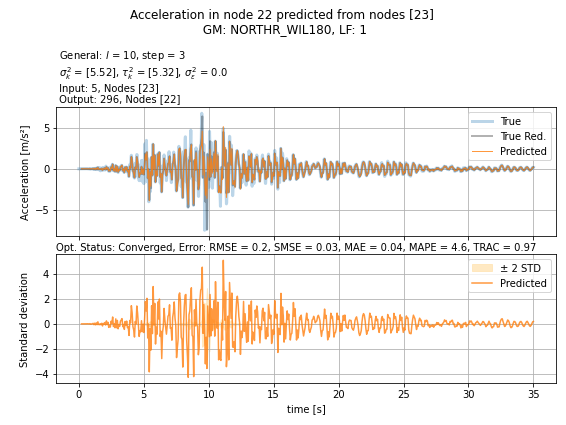 Acceleration in node 22 predicted from nodes [23]
GM: NORTHR_WIL180, LF: 1
General: l = 10, step = 3
σ²ₖ = [5.52], τ²ₖ = [5.32], σ²ε = 0.0
Input: 5, Nodes [23]
Output: 296, Nodes [22]
Acceleration [m/s²]
5
0
−5
True
True Red.
Predicted
Opt. Status: Converged, Error: RMSE = 0.2, SMSE = 0.03, MAE = 0.04, MAPE = 4.6, TRAC = 0.97
Standard deviation
4
2
0
−2
−4
± 2 STD
Predicted
0 5 10 15 20 25 30 35
time [s]